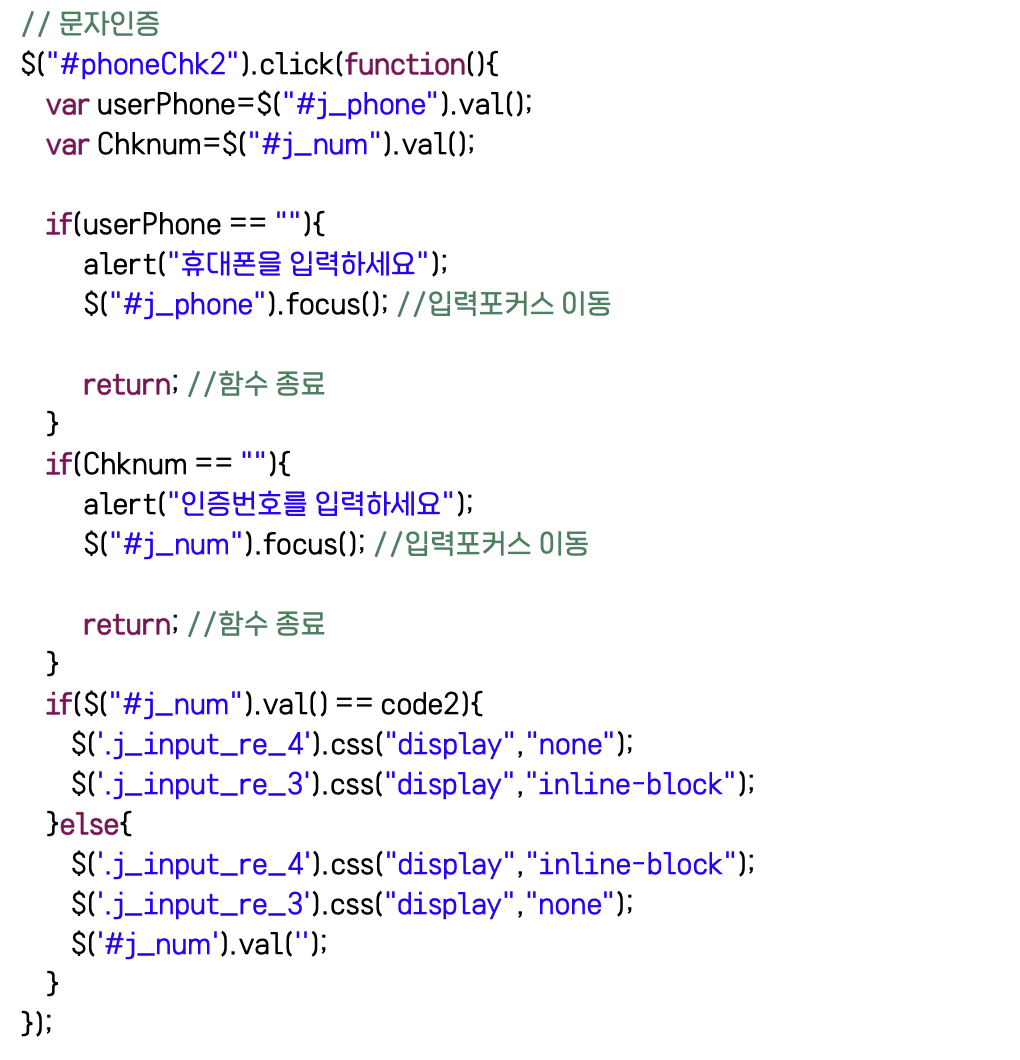 // 문자인증
$("#phoneChk2").click(function(){
var userPhone=$("#j_phone").val();
var Chknum=$("#j_num").val();
if(userPhone == ""){
alert("휴대폰을 입력하세요");
$("#j_phone").focus(); //입력포커스 이동
return; //함수 종료
}
if(Chknum == ""){
alert("인증번호를 입력하세요");
$("#j_num").focus(); //입력포커스 이동
return; //함수 종료
}
if($("#j_num").val() == code2){
$('.j_input_re_4').css("display","none");
$('.j_input_re_3').css("display","inline-block");
}else{
$('.j_input_re_4').css("display","inline-block");
$('.j_input_re_3').css("display","none");
$('#j_num').val('');
}
});